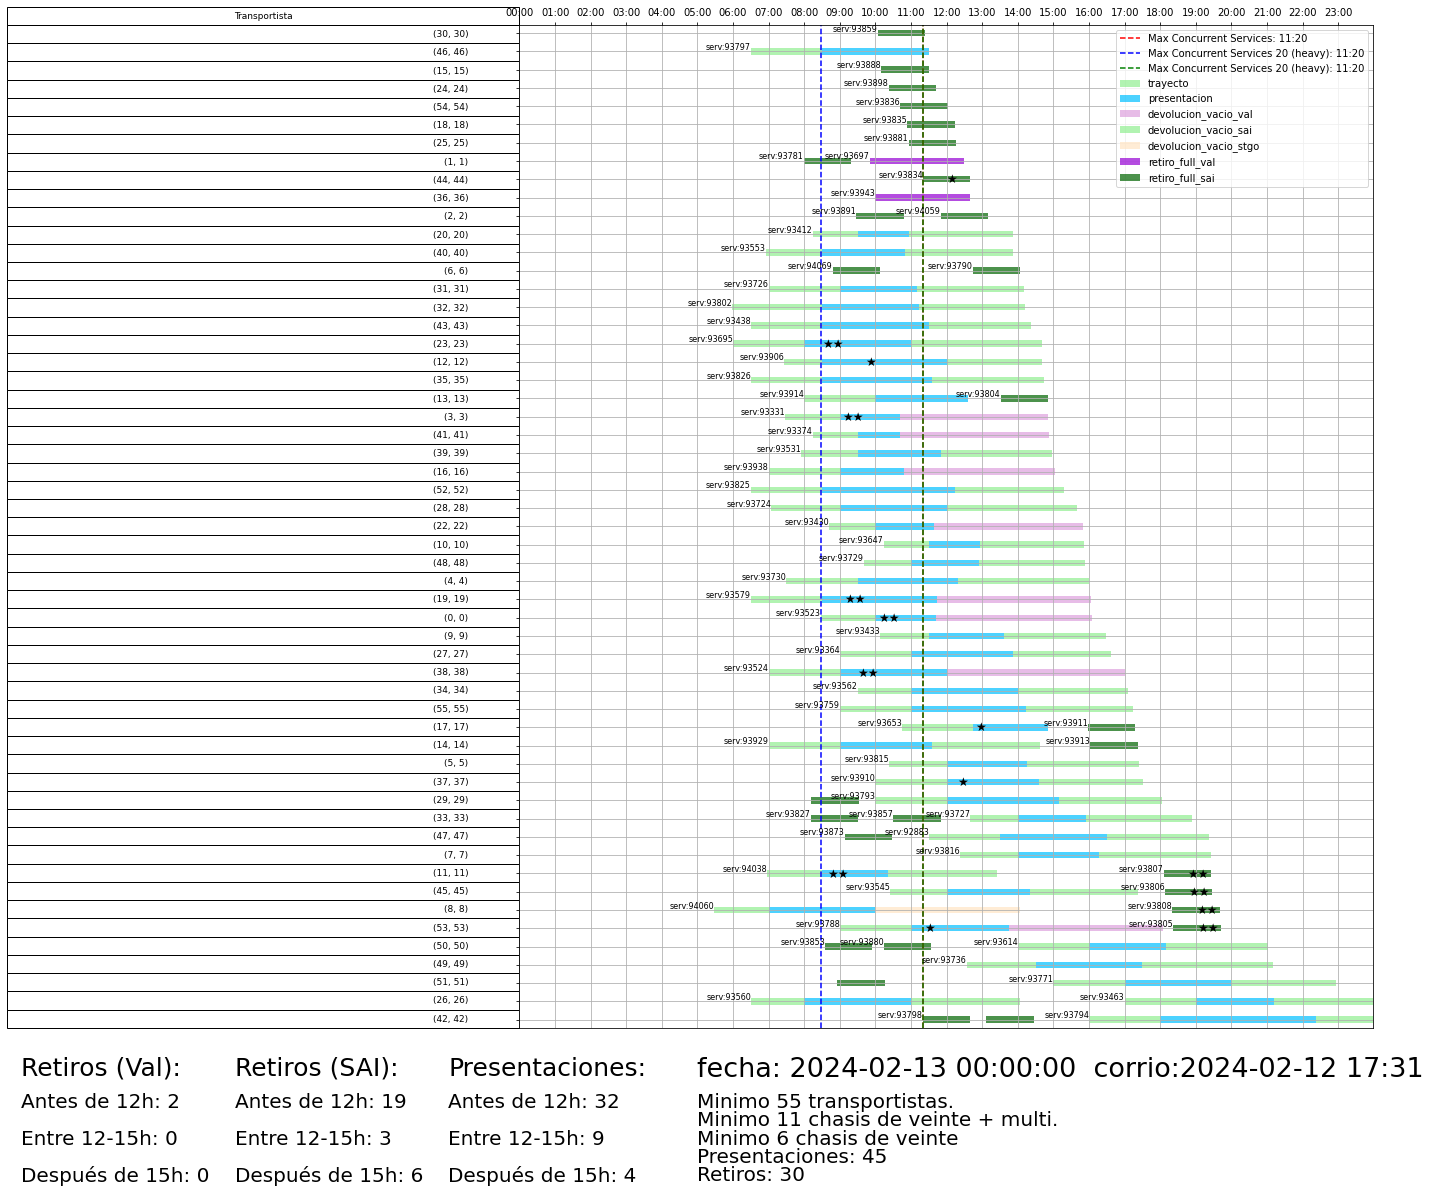 Transportista
00:00 01:00 02:00 03:00 04:00 05:00 06:00 07:00 08:00 09:00 10:00 11:00 12:00 13:00 14:00 15:00 16:00 17:00 18:00 19:00 20:00 21:00 22:00 23:00
(30, 30) serv:93859
(46, 46) serv:93797
(15, 15) serv:93888
(24, 24) serv:93898
(54, 54) serv:93836
(18, 18) serv:93835
(25, 25) serv:93881
(1, 1) serv:93781 serv:93697
(44, 44) serv:93834
(36, 36) serv:93943
(2, 2) serv:93891 serv:94059
(20, 20) serv:93412
(40, 40) serv:93553
(6, 6) serv:94069 serv:93790
(31, 31) serv:93726
(32, 32) serv:93802
(43, 43) serv:93438
(23, 23) serv:93695
(12, 12) serv:93906
(35, 35) serv:93826
(13, 13) serv:93914 serv:93804
(3, 3) serv:93331
(41, 41) serv:93374
(39, 39) serv:93531
(16, 16) serv:93938
(52, 52) serv:93825
(28, 28) serv:93724
(22, 22) serv:93430
(10, 10) serv:93647
(48, 48) serv:93729
(4, 4) serv:93730
(19, 19) serv:93579
(0, 0) serv:93523
(9, 9) serv:93433
(27, 27) serv:93364
(38, 38) serv:93524
(34, 34) serv:93562
(55, 55) serv:93759
(17, 17) serv:93653 serv:93911
(14, 14) serv:93929 serv:93913
(5, 5) serv:93815
(37, 37) serv:93910
(29, 29) serv:93793
(33, 33) serv:93827 serv:93857 serv:93727
(47, 47) serv:93873 serv:92883
(7, 7) serv:93816
(11, 11) serv:94038 serv:93807
(45, 45) serv:93545 serv:93806
(8, 8) serv:94060 serv:93808
(53, 53) serv:93788 serv:93805
(50, 50) serv:93853 serv:93880 serv:93614
(49, 49) serv:93736
(51, 51) serv:93771
(26, 26) serv:93560 serv:93463
(42, 42) serv:93798 serv:93794
Max Concurrent Services: 11:20
Max Concurrent Services 20 (heavy): 11:20
Max Concurrent Services 20 (heavy): 11:20
trayecto
presentacion
devolucion_vacio_val
devolucion_vacio_sai
devolucion_vacio_stgo
retiro_full_val
retiro_full_sai
Retiros (Val):
Antes de 12h: 2
Entre 12-15h: 0
Después de 15h: 0
Retiros (SAI):
Antes de 12h: 19
Entre 12-15h: 3
Después de 15h: 6
Presentaciones:
Antes de 12h: 32
Entre 12-15h: 9
Después de 15h: 4
fecha: 2024-02-13 00:00:00 corrio:2024-02-12 17:31
Minimo 55 transportistas.
Minimo 11 chasis de veinte + multi.
Minimo 6 chasis de veinte
Presentaciones: 45
Retiros: 30